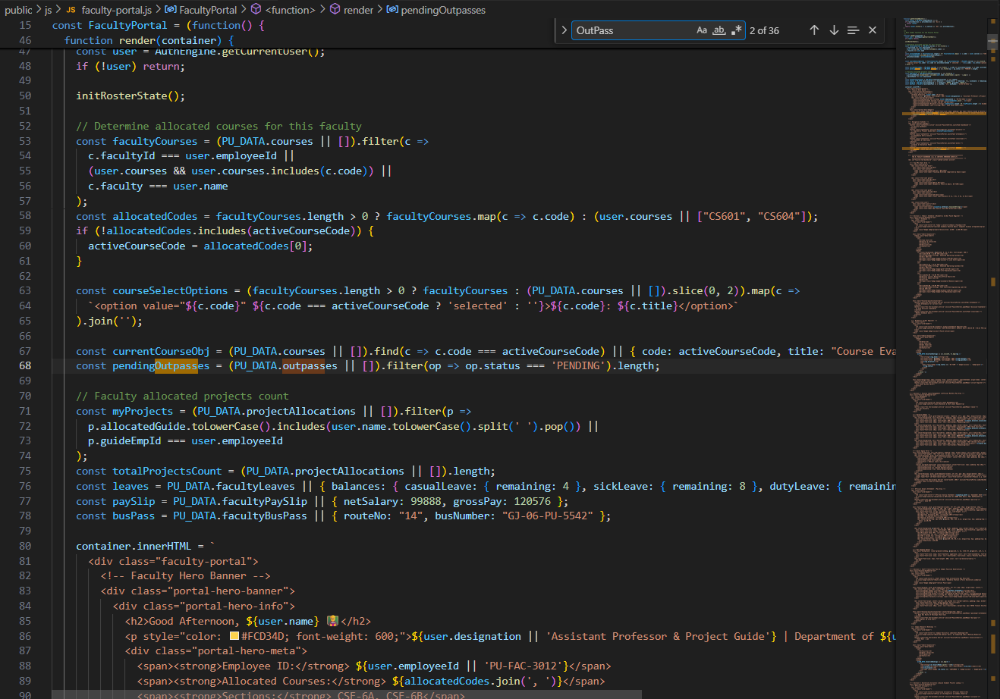 public > js > JS faculty-portal.js > FacultyPortal > <function> > render > pendingOutpasses
OutPass Aa ab .* 2 of 36
15 const FacultyPortal = (function() {
46 function render(container) {
47 const user = AuthEngine.getCurrentUser();
48 if (!user) return;
49
50 initRosterState();
51
52 // Determine allocated courses for this faculty
53 const facultyCourses = (PU_DATA.courses || []).filter(c =>
54 c.facultyId === user.employeeId ||
55 (user.courses && user.courses.includes(c.code)) ||
56 c.faculty === user.name
57 );
58 const allocatedCodes = facultyCourses.length > 0 ? facultyCourses.map(c => c.code) : (user.courses || ["CS601", "CS604"]);
59 if (!allocatedCodes.includes(activeCourseCode)) {
60 activeCourseCode = allocatedCodes[0];
61 }
62
63 const courseSelectOptions = (facultyCourses.length > 0 ? facultyCourses : (PU_DATA.courses || []).slice(0, 2)).map(c =>
64 `<option value="${c.code}" ${c.code === activeCourseCode ? 'selected' : ''}>${c.code}: ${c.title}</option>`
65 ).join('');
66
67 const currentCourseObj = (PU_DATA.courses || []).find(c => c.code === activeCourseCode) || { code: activeCourseCode, title: "Course Eva
68 const pendingOutpasses = (PU_DATA.outpasses || []).filter(op => op.status === 'PENDING').length;
69
70 // Faculty allocated projects count
71 const myProjects = (PU_DATA.projectAllocations || []).filter(p =>
72 p.allocatedGuide.toLowerCase().includes(user.name.toLowerCase().split(' ').pop()) ||
73 p.guideEmpId === user.employeeId
74 );
75 const totalProjectsCount = (PU_DATA.projectAllocations || []).length;
76 const leaves = PU_DATA.facultyLeaves || { balances: { casualLeave: { remaining: 4 }, sickLeave: { remaining: 8 }, dutyLeave: { remainin
77 const paySlip = PU_DATA.facultyPaySlip || { netSalary: 99888, grossPay: 120576 };
78 const busPass = PU_DATA.facultyBusPass || { routeNo: "14", busNumber: "GJ-06-PU-5542" };
79
80 container.innerHTML = `
81 <div class="faculty-portal">
82 <!-- Faculty Hero Banner -->
83 <div class="portal-hero-banner">
84 <div class="portal-hero-info">
85 <h2>Good Afternoon, ${user.name} 👩‍🏫</h2>
86 <p style="color: #FCD34D; font-weight: 600;">${user.designation || 'Assistant Professor & Project Guide'} | Department of ${u
87 <div class="portal-hero-meta">
88 <span><strong>Employee ID:</strong> ${user.employeeId || 'PU-FAC-3012'}</span>
89 <span><strong>Allocated Courses:</strong> ${allocatedCodes.join(', ')}</span>
90 <span><strong>Sections:</strong> CSE-6A, CSE-6B</span>